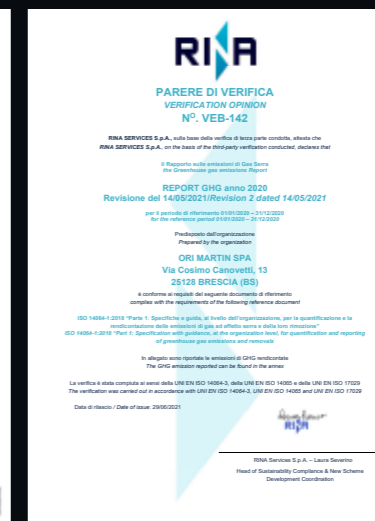 RINA
PARERE DI VERIFICA
VERIFICATION OPINION
Nº. VEB-142
RINA SERVICES S.p.A., sulla base della verifica di terza parte condotta, attesta che
RINA SERVICES S.p.A., on the basis of the third-party verification conducted, declares that
Il Rapporto sulle emissioni di Gas Serra
the Greenhouse gas emissions Report
REPORT GHG anno 2020
Revisione del 14/05/2021/Revision 2 dated 14/05/2021
per il periodo di riferimento 01/01/2020 – 31/12/2020
for the reference period 01/01/2020 – 31/12/2020
Predisposto dall'organizzazione
Prepared by the organization
ORI MARTIN SPA
Via Cosimo Canovetti, 13
25128 BRESCIA (BS)
è conforme ai requisiti del seguente documento di riferimento
complies with the requirements of the following reference document
ISO 14064-1:2018 "Parte 1: Specifiche e guida, al livello dell'organizzazione, per la quantificazione e la
rendicontazione delle emissioni di gas ad effetto serra e della loro rimozione"
ISO 14064-1:2018 "Part 1: Specification with guidance, at the organization level, for quantification and reporting
of greenhouse gas emissions and removals
In allegato sono riportate le emissioni di GHG rendicontate
The GHG emission reported can be found in the annex
La verifica è stata compiuta ai sensi della UNI EN ISO 14064-3, della UNI EN ISO 14065 e della UNI EN ISO 17029
The verification was carried out in accordance with UNI EN ISO 14064-3, UNI EN ISO 14065 and UNI EN ISO 17029
Data di rilascio / Date of issue: 29/06/2021
RINA
RINA Services S.p.A. – Laura Severino
Head of Sustainability Compliance & New Scheme
Development Coordination